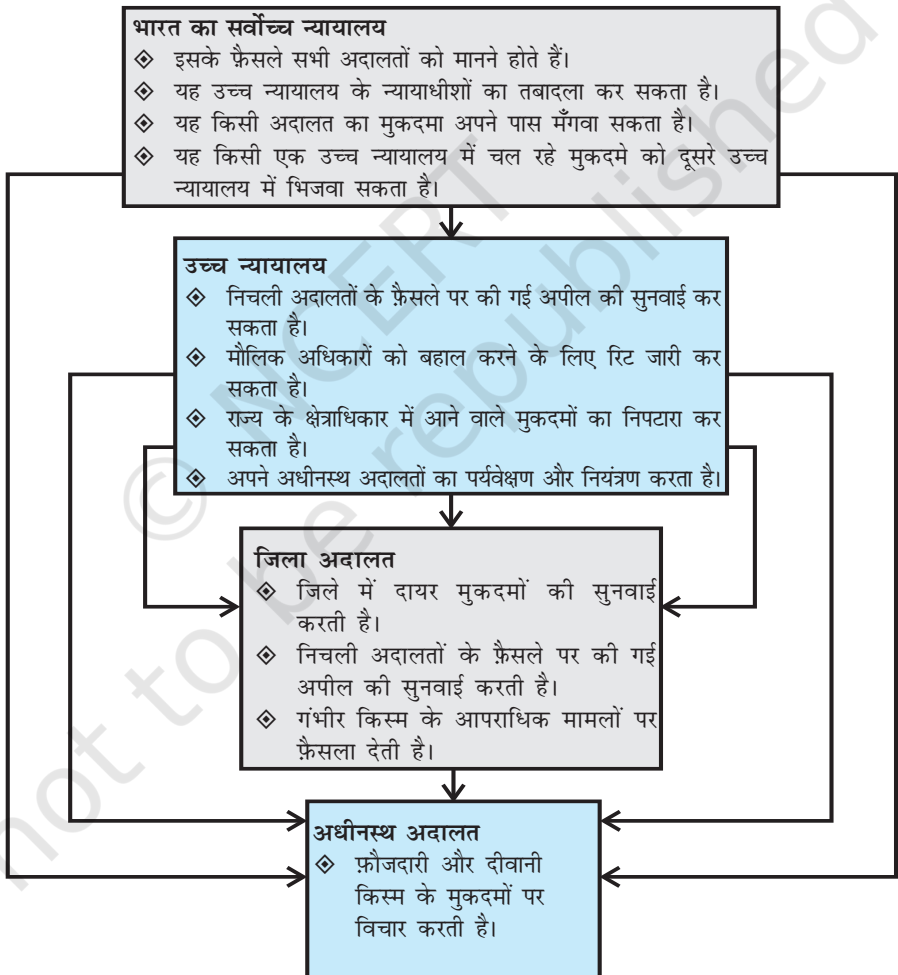 भारत का सर्वोच्च न्यायालय
◈ इसके फ़ैसले सभी अदालतों को मानने होते हैं।
◈ यह उच्च न्यायालय के न्यायाधीशों का तबादला कर सकता है।
◈ यह किसी अदालत का मुकदमा अपने पास मँगवा सकता है।
◈ यह किसी एक उच्च न्यायालय में चल रहे मुकदमे को दूसरे उच्च
न्यायालय में भिजवा सकता है।
उच्च न्यायालय
◈ निचली अदालतों के फ़ैसले पर की गई अपील की सुनवाई कर
सकता है।
◈ मौलिक अधिकारों को बहाल करने के लिए रिट जारी कर
सकता है।
◈ राज्य के क्षेत्राधिकार में आने वाले मुकदमों का निपटारा कर
सकता है।
◈ अपने अधीनस्थ अदालतों का पर्यवेक्षण और नियंत्रण करता है।
जिला अदालत
◈ जिले में दायर मुकदमों की सुनवाई
करती है।
◈ निचली अदालतों के फ़ैसले पर की गई
अपील की सुनवाई करती है।
◈ गंभीर किस्म के आपराधिक मामलों पर
फ़ैसला देती है।
अधीनस्थ अदालत
◈ फ़ौजदारी और दीवानी
किस्म के मुकदमों पर
विचार करती है।
© NCERT
not to be republished